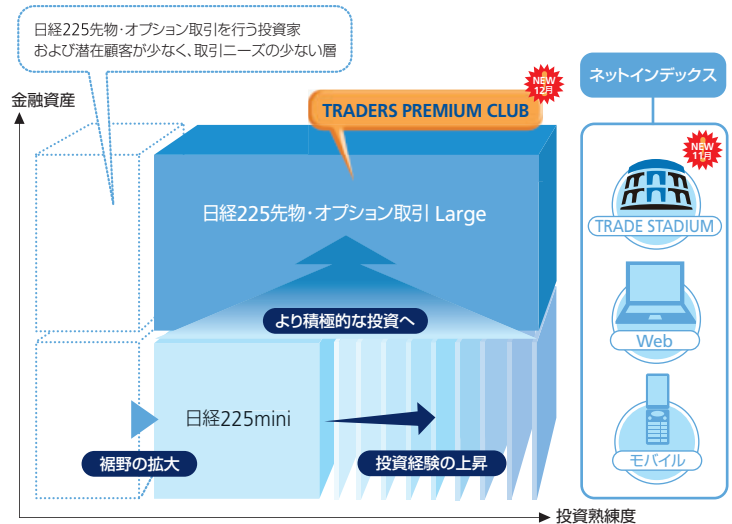 日経225先物・オプション取引を行う投資家
および潜在顧客が少なく、取引ニーズの少ない層
金融資産
TRADERS PREMIUM CLUB
NEW
12月
日経225先物・オプション取引 Large
より積極的な投資へ
日経225mini
裾野の拡大
投資経験の上昇
投資熟練度
ネットインデックス
NEW
11月
TRADE STADIUM
Web
モバイル